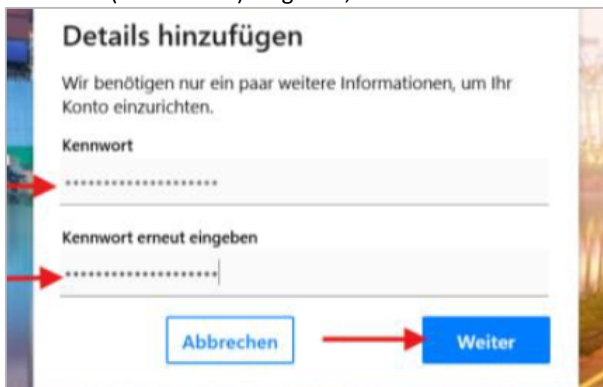 Details hinzufügen
Wir benötigen nur ein paar weitere Informationen, um Ihr
Konto einzurichten.
Kennwort
••••••••••••••••••••
Kennwort erneut eingeben
••••••••••••••••••••
Abbrechen
Weiter